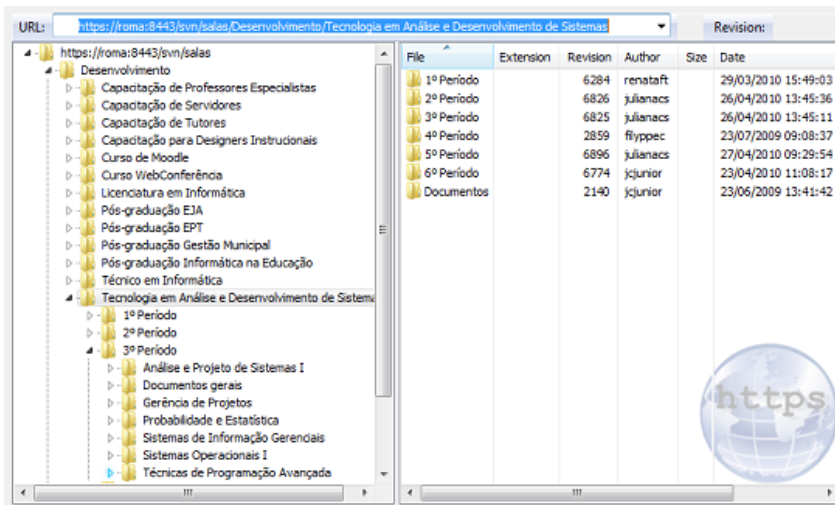 URL: https://roma:8443/svn/salas/Desenvolvimento/Tecnologia em Análise e Desenvolvimento de Sistemas Revision:
https://roma:8443/svn/salas
Desenvolvimento
Capacitação de Professores Especialistas
Capacitação de Servidores
Capacitação de Tutores
Capacitação para Designers Instrucionais
Curso de Moodle
Curso WebConferência
Licenciatura em Informática
Pós-graduação EJA
Pós-graduação EPT
Pós-graduação Gestão Municipal
Pós-graduação Informática na Educação
Técnico em Informática
Tecnologia em Análise e Desenvolvimento de Sistema
1º Período
2º Período
3º Período
Análise e Projeto de Sistemas I
Documentos gerais
Gerência de Projetos
Probabilidade e Estatística
Sistemas de Informação Gerenciais
Sistemas Operacionais I
Técnicas de Programação Avançada
File Extension Revision Author Size Date
1º Período 6284 renataft 29/03/2010 15:49:03
2º Período 6826 julianacs 26/04/2010 13:45:36
3º Período 6825 julianacs 26/04/2010 13:45:11
4º Período 2859 filyppec 23/07/2009 09:08:37
5º Período 6896 julianacs 27/04/2010 09:29:54
6º Período 6774 jcjunior 23/04/2010 11:08:17
Documentos 2140 jcjunior 23/06/2009 13:41:42
https